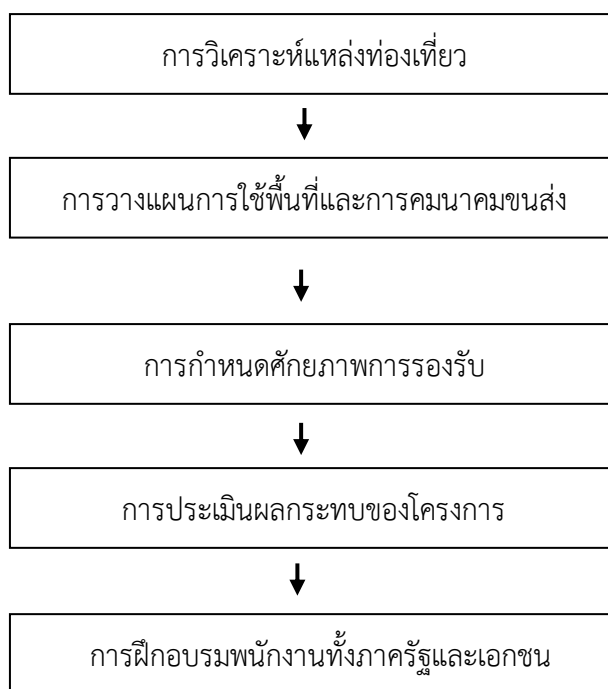 การวิเคราะห์แหล่งท่องเที่ยว
การวางแผนการใช้พื้นที่และการคมนาคมขนส่ง
การกำหนดศักยภาพการรองรับ
การประเมินผลกระทบของโครงการ
การฝึกอบรมพนักงานทั้งภาครัฐและเอกชน